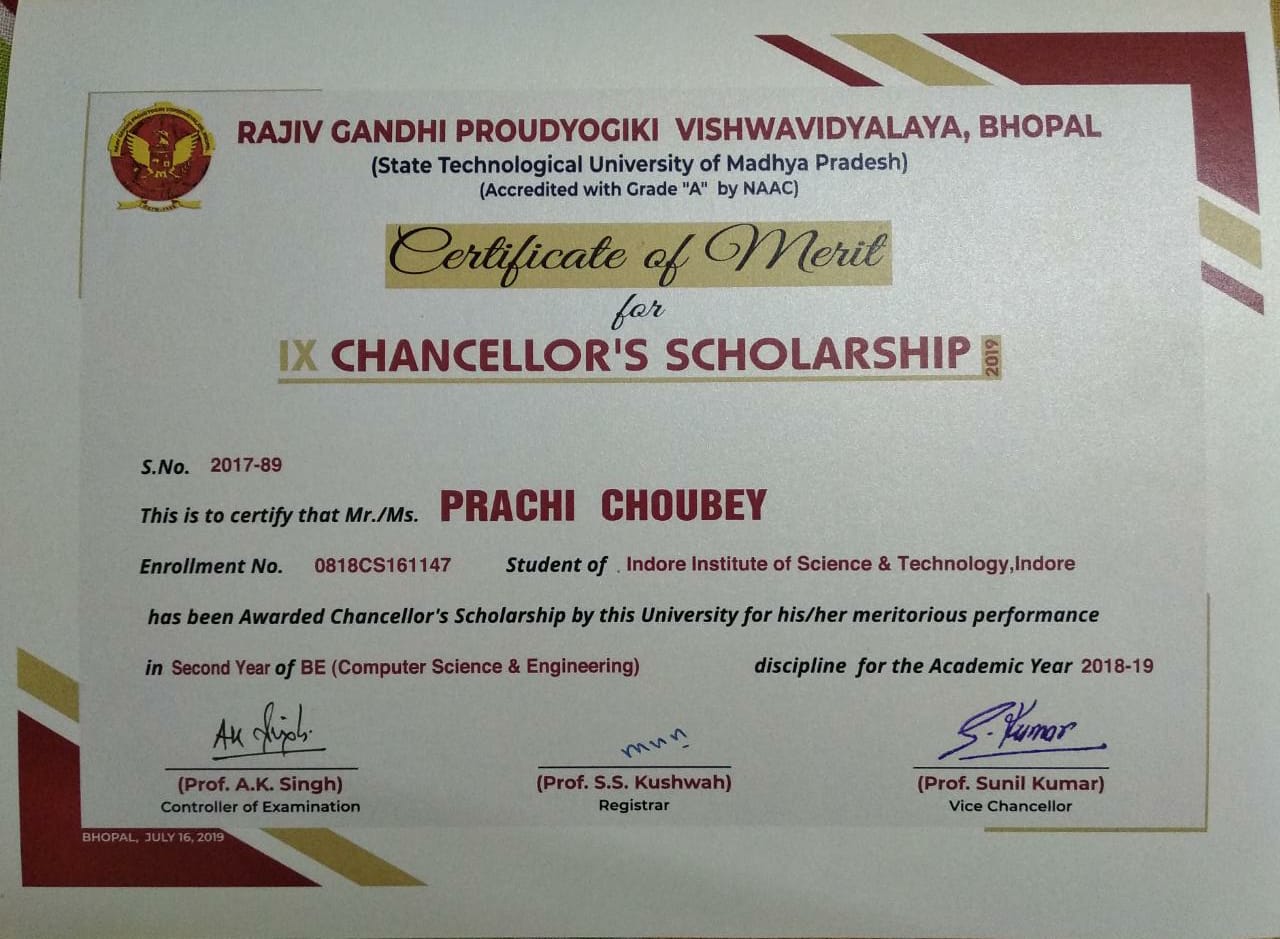 RAJIV GANDHI PROUDYOGIKI VISHWAVIDYALAYA, BHOPAL
(State Technological University of Madhya Pradesh)
(Accredited with Grade "A" by NAAC)
Certificate of Merit
for
IX CHANCELLOR'S SCHOLARSHIP 2019
S.No. 2017-89
This is to certify that Mr./Ms. PRACHI CHOUBEY
Enrollment No. 0818CS161147 Student of . Indore Institute of Science & Technology,Indore
has been Awarded Chancellor's Scholarship by this University for his/her meritorious performance
in Second Year of BE (Computer Science & Engineering) discipline for the Academic Year 2018-19
S. Kumar
(Prof. A.K. Singh) (Prof. S.S. Kushwah) (Prof. Sunil Kumar)
Controller of Examination Registrar Vice Chancellor
BHOPAL, JULY 16, 2019